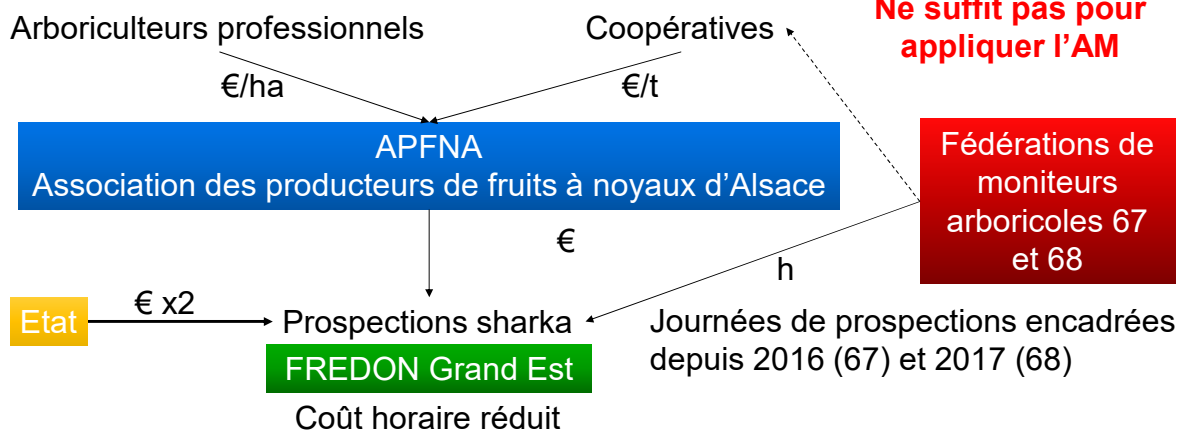 Ne suffit pas pour
appliquer l’AM
Arboriculteurs professionnels
Coopératives
€/ha
€/t
APFNA
Association des producteurs de fruits à noyaux d’Alsace
Fédérations de
moniteurs
arboricoles 67
et 68
€
h
Etat
€ x2
Prospections sharka
FREDON Grand Est
Coût horaire réduit
Journées de prospections encadrées
depuis 2016 (67) et 2017 (68)